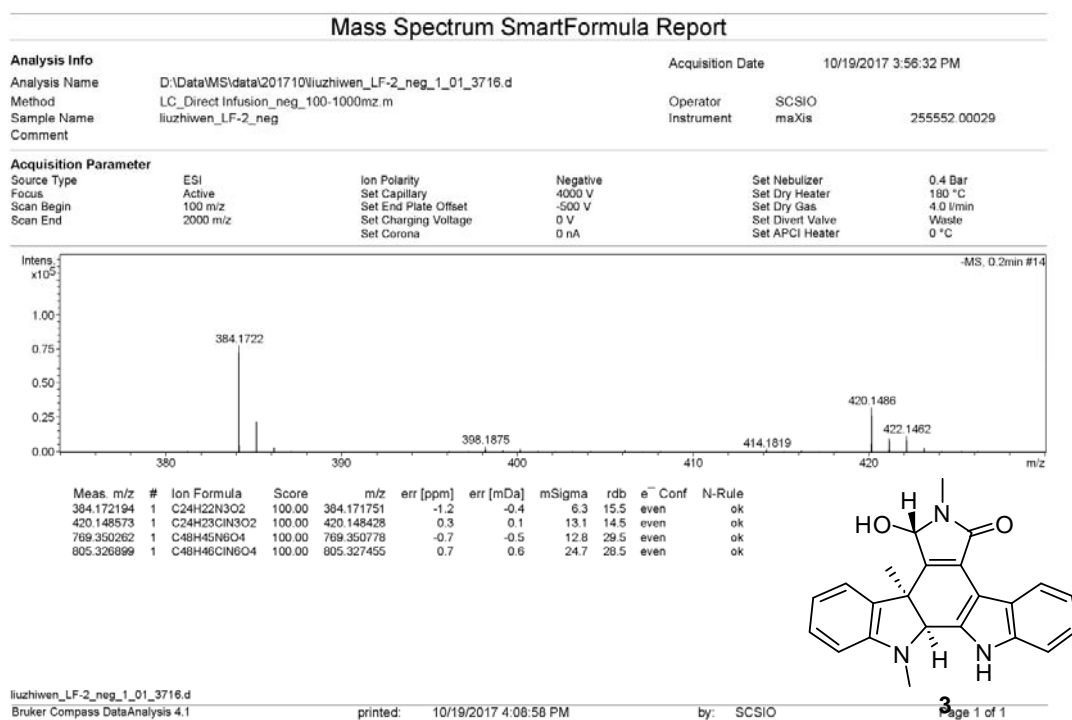 Mass Spectrum SmartFormula Report
Analysis Info
Acquisition Date 10/19/2017 3:56:32 PM
Analysis Name D:\Data\MS\data\201710\liuzhiwen_LF-2_neg_1_01_3716.d
Method LC_Direct Infusion_neg_100-1000mz.m Operator SCSIO
Sample Name liuzhiwen_LF-2_neg Instrument maXis 255552.00029
Comment
Acquisition Parameter
Source Type ESI Ion Polarity Negative Set Nebulizer 0.4 Bar
Focus Active Set Capillary 4000 V Set Dry Heater 180 °C
Scan Begin 100 m/z Set End Plate Offset -500 V Set Dry Gas 4.0 l/min
Scan End 2000 m/z Set Charging Voltage 0 V Set Divert Valve Waste
Set Corona 0 nA Set APCI Heater 0 °C
Intens. -MS, 0.2min #14
x10⁵
1.00
384.1722
0.75
0.50
420.1486
0.25
398.1875 414.1819 422.1462
0.00
380 390 400 410 420 m/z
Meas. m/z # Ion Formula Score m/z err [ppm] err [mDa] mSigma rdb e⁻ Conf N-Rule
384.172194 1 C24H22N3O2 100.00 384.171751 -1.2 -0.4 6.3 15.5 even ok
420.148573 1 C24H23ClN3O2 100.00 420.148428 0.3 0.1 13.1 14.5 even ok
769.350262 1 C48H45N6O4 100.00 769.350778 -0.7 -0.5 12.8 29.5 even ok
805.326899 1 C48H46ClN6O4 100.00 805.327455 0.7 0.6 24.7 28.5 even ok
H N
HO O
N H N
H
3
liuzhiwen_LF-2_neg_1_01_3716.d
Bruker Compass DataAnalysis 4.1 printed: 10/19/2017 4:08:58 PM by: SCSIO Page 1 of 1